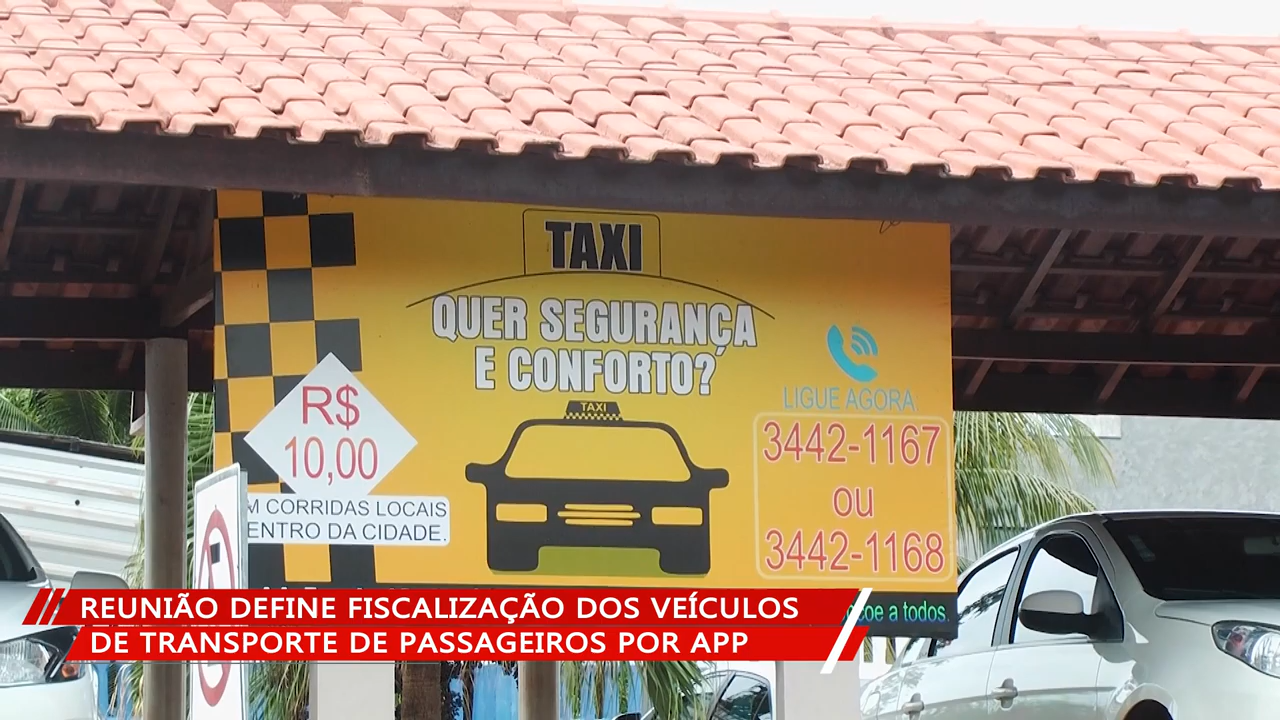 TAXI
QUER SEGURANÇA
E CONFORTO?
TAXI
R$
10,00
M CORRIDAS LOCAIS
ENTRO DA CIDADE.
LIGUE AGORA
3442-1167
ou
3442-1168
a todos.
REUNIÃO DEFINE FISCALIZAÇÃO DOS VEÍCULOS
DE TRANSPORTE DE PASSAGEIROS POR APP